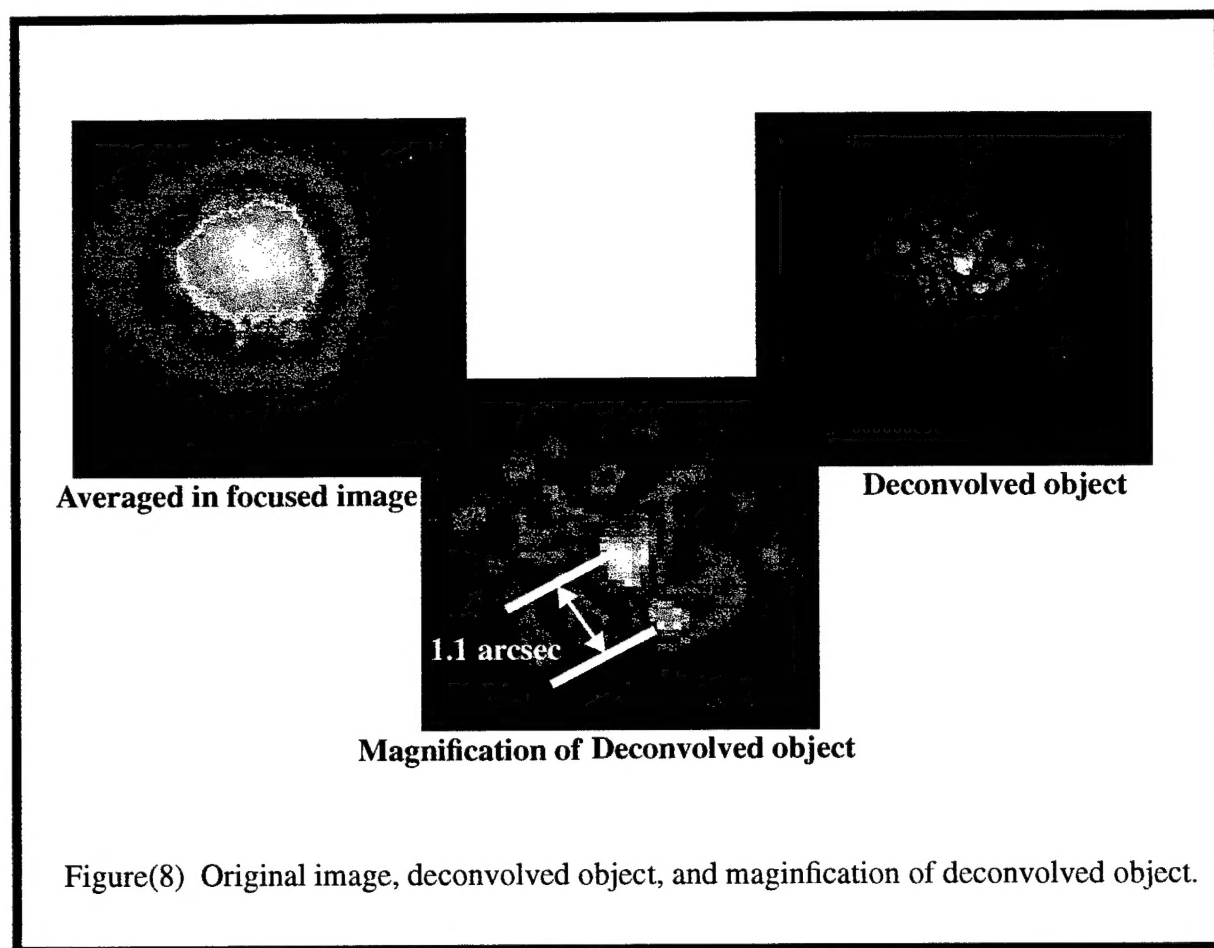 Averaged in focused image
Deconvolved object
1.1 arcsec
Magnification of Deconvolved object
Figure(8) Original image, deconvolved object, and maginfication of deconvolved object.